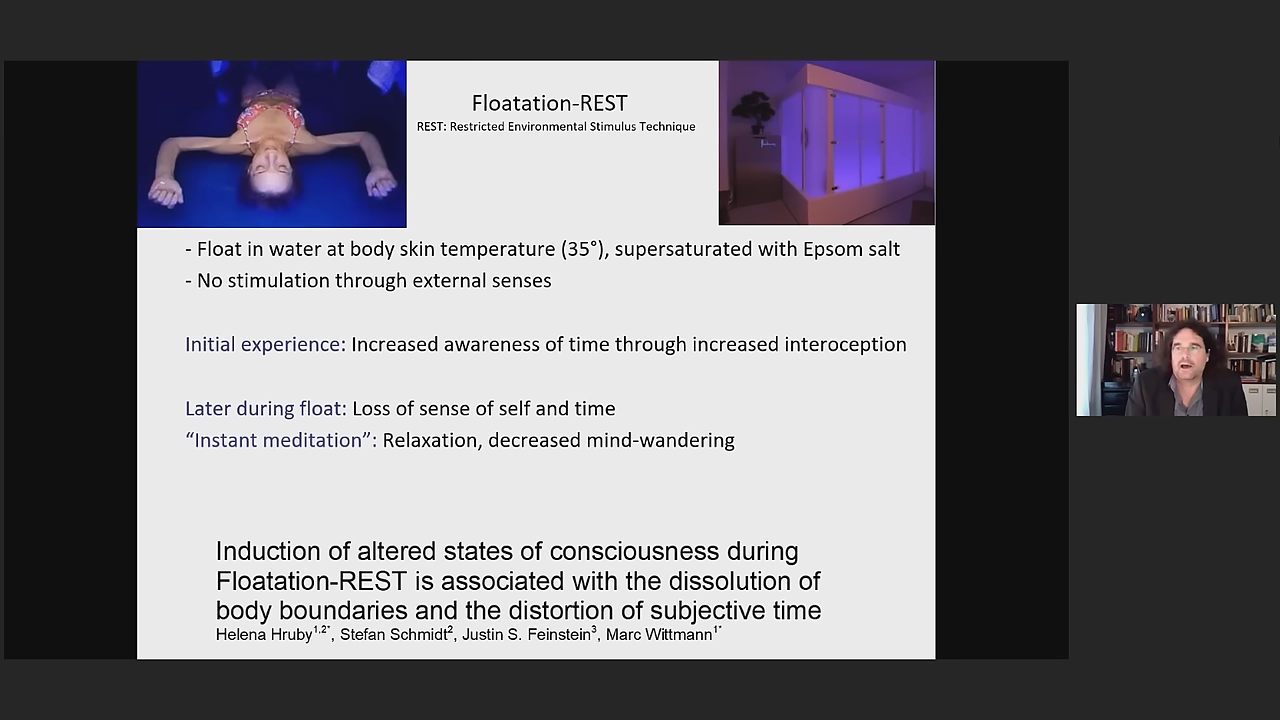 Floatation-REST
REST: Restricted Environmental Stimulus Technique
- Float in water at body skin temperature (35°), supersaturated with Epsom salt
- No stimulation through external senses
Initial experience: Increased awareness of time through increased interoception
Later during float: Loss of sense of self and time
“Instant meditation”: Relaxation, decreased mind-wandering
Induction of altered states of consciousness during
Floatation-REST is associated with the dissolution of
body boundaries and the distortion of subjective time
Helena Hruby1,2*, Stefan Schmidt2, Justin S. Feinstein3, Marc Wittmann1*